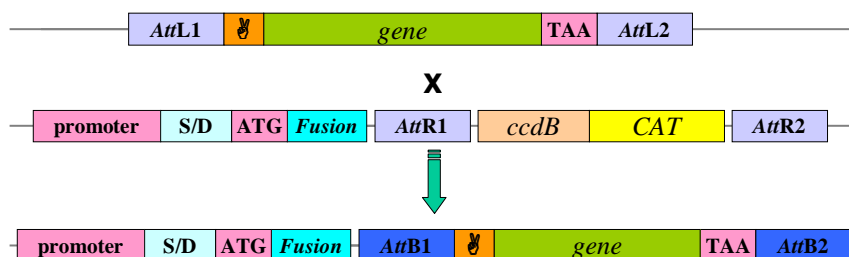 AttL1 ✌ gene TAA AttL2
X
promoter S/D ATG Fusion AttR1 ccdB CAT AttR2
promoter S/D ATG Fusion AttB1 ✌ gene TAA AttB2